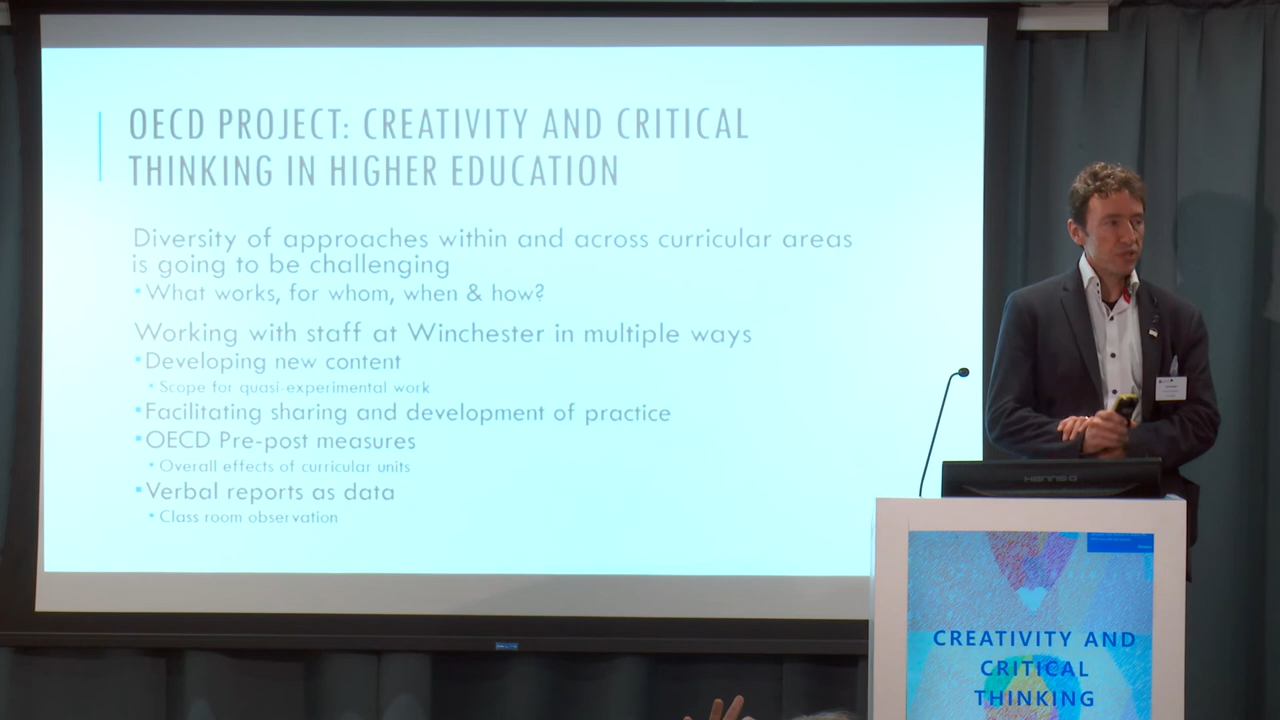 OECD PROJECT: CREATIVITY AND CRITICAL
THINKING IN HIGHER EDUCATION
Diversity of approaches within and across curricular areas
is going to be challenging
▪What works, for whom, when & how?
Working with staff at Winchester in multiple ways
▪Developing new content
▪Scope for quasi-experimental work
▪Facilitating sharing and development of practice
▪OECD Pre-post measures
▪Overall effects of curricular units
▪Verbal reports as data
▪Class room observation
HANNS.G
CREATIVITY AND
CRITICAL
THINKING